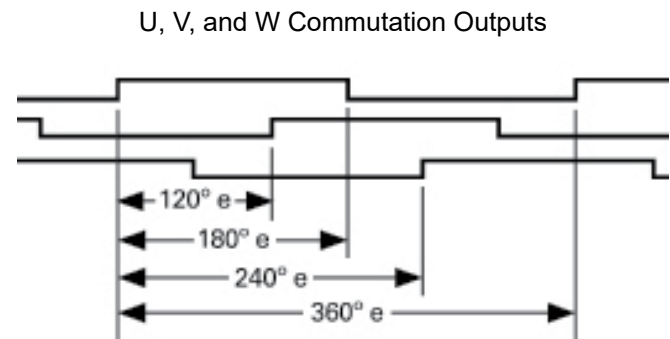 U, V, and W Commutation Outputs
120° e
180° e
240° e
360° e